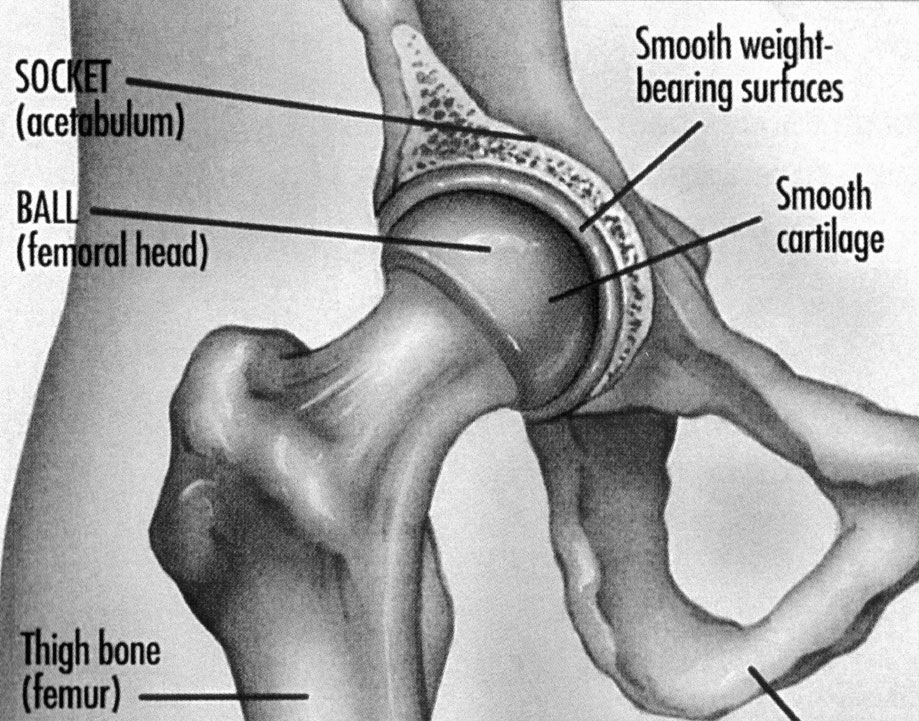 SOCKET
(acetabulum)
BALL
(femoral head)
Thigh bone
(femur)
Smooth weight-
bearing surfaces
Smooth
cartilage